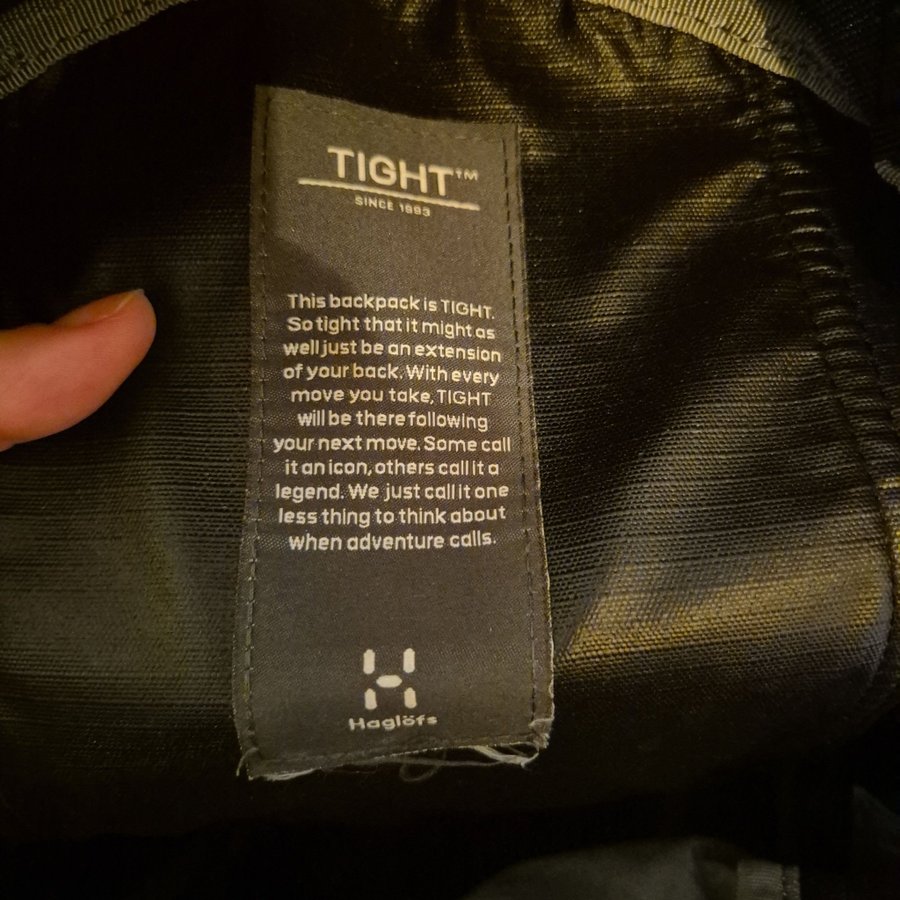 TIGHT™
SINCE 1993
This backpack is TIGHT.
So tight that it might as
well just be an extension
of your back. With every
move you take, TIGHT
will be there following
your next move. Some call
it an icon, others call it a
legend. We just call it one
less thing to think about
when adventure calls.
Haglöfs